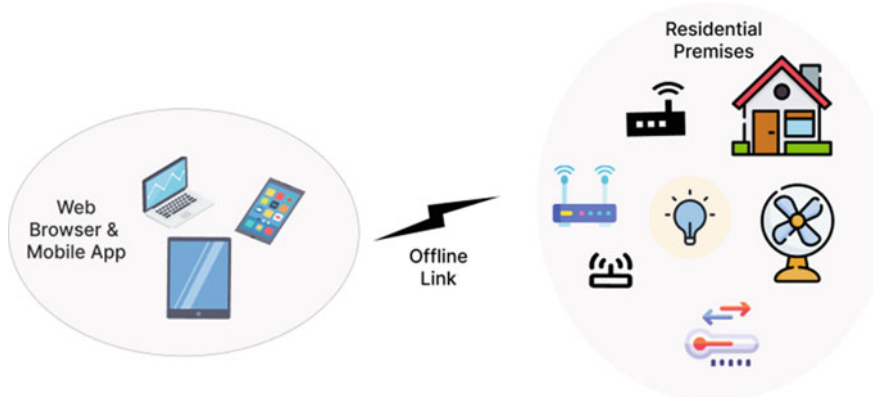 Residential
Premises
Web
Browser &
Mobile App
Offline
Link